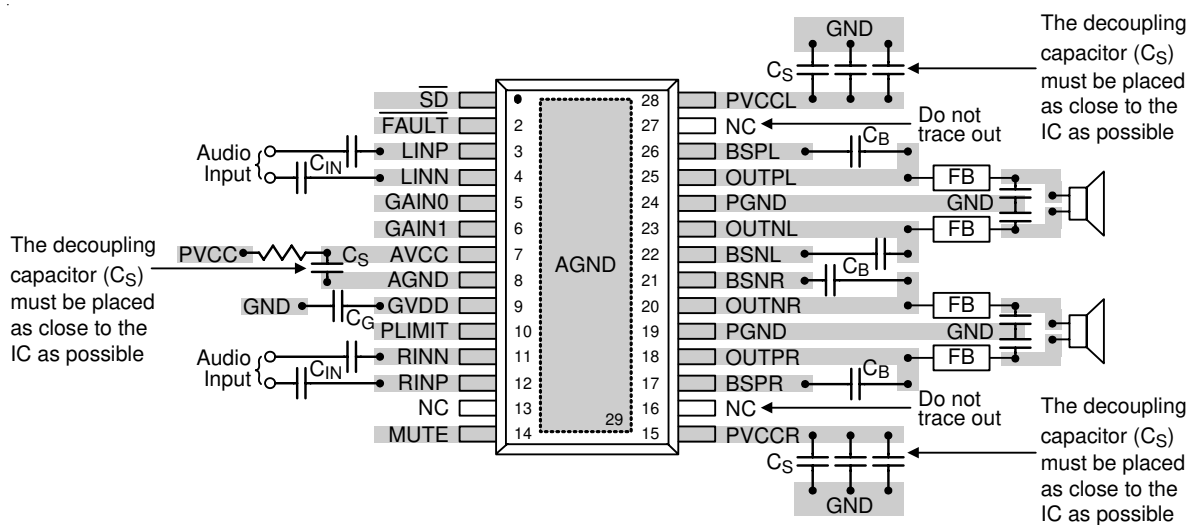 The decoupling
capacitor (CS)
must be placed
as close to the
IC as possible
GND
CS
SD 28 PVCCL
FAULT 2 27 NC
Do not
trace out
Audio
Input
CIN
LINP 3 26 BSPL
CB
LINN 4 25 OUTPL
FB
GAIN0 5 24 PGND
GND
GAIN1 6 23 OUTNL
FB
The decoupling
capacitor (CS)
must be placed
as close to the
IC as possible
PVCC
CS
AVCC 7 22 BSNL
CB
AGND
AGND 8 21 BSNR
GND
CG
GVDD 9 20 OUTNR
FB
PLIMIT 10 19 PGND
GND
Audio
Input
CIN
RINN 11 18 OUTPR
FB
RINP 12 17 BSPR
CB
NC 13 16 NC
Do not
trace out
29
MUTE 14 15 PVCCR
CS
GND
The decoupling
capacitor (CS)
must be placed
as close to the
IC as possible